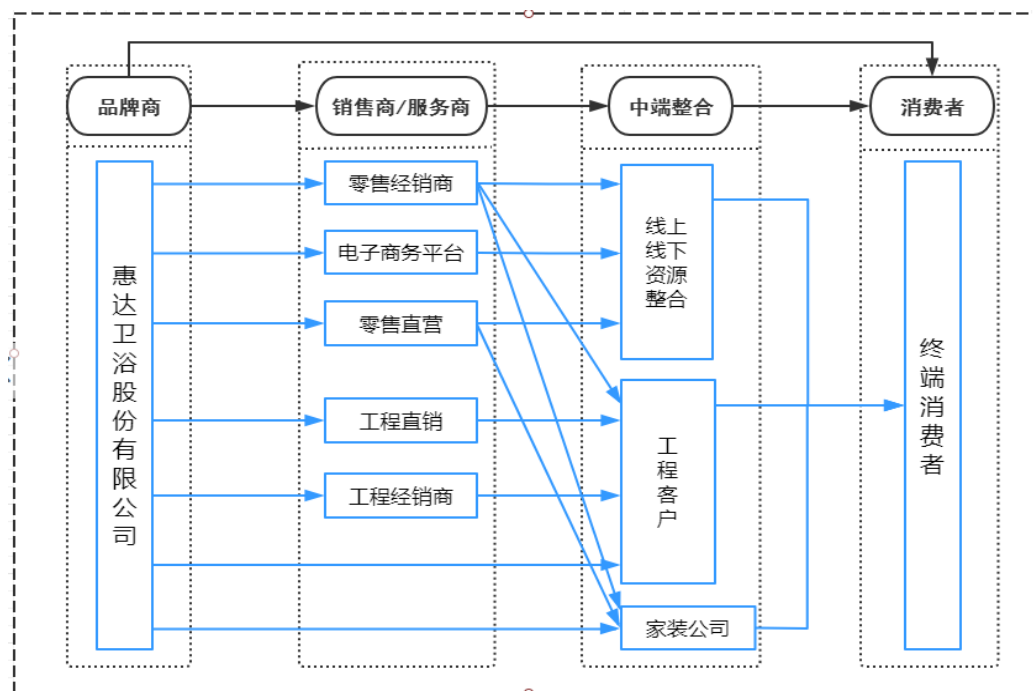 品牌商
销售商/服务商
中端整合
消费者
惠达卫浴股份有限公司
零售经销商
电子商务平台
零售直营
工程直销
工程经销商
线上
线下
资源
整合
工程客户
家装公司
终端消费者